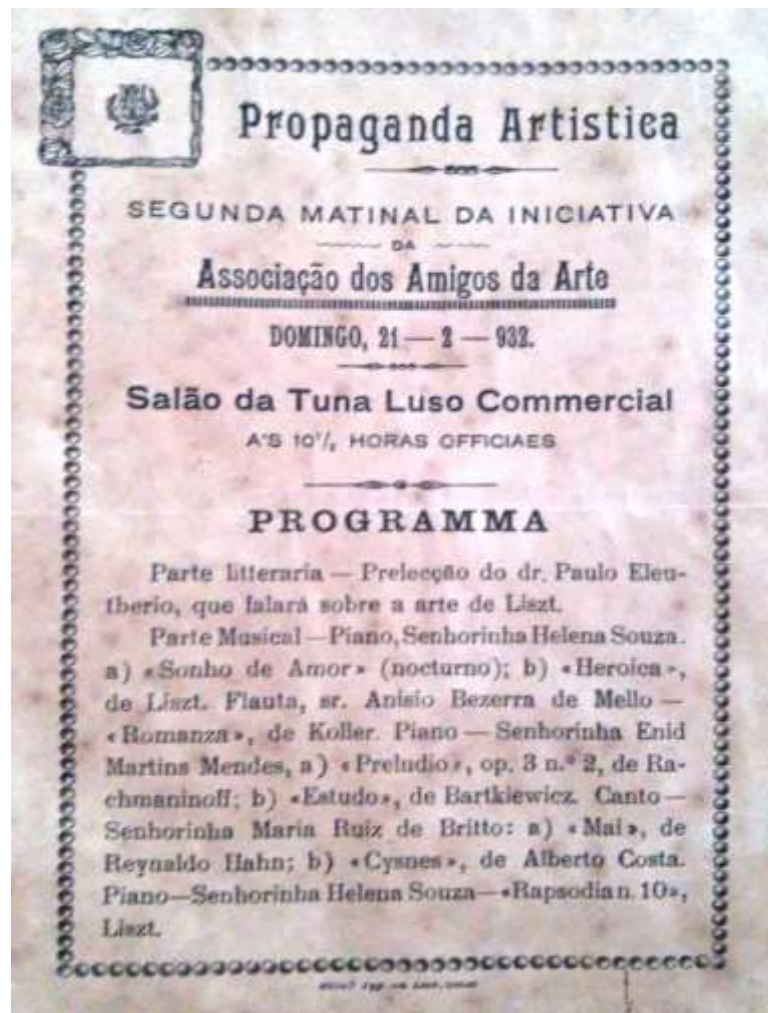 Propaganda Artistica
SEGUNDA MATINAL DA INICIATIVA
DA
Associação dos Amigos da Arte
DOMINGO, 21 — 2 — 932.
Salão da Tuna Luso Commercial
A'S 10 1/2 HORAS OFFICIAES
PROGRAMMA
Parte litteraria — Prelecção do dr. Paulo Eleu-
therio, que falará sobre a arte de Liszt.
Parte Musical — Piano, Senhorinha Helena Souza.
a) «Sonho de Amor» (nocturno); b) «Heroica»,
de Liszt. Flauta, sr. Anisio Bezerra de Mello —
«Romanza», de Koller. Piano — Senhorinha Enid
Martins Mendes, a) «Preludio», op. 3 n.º 2, de Ra-
chmaninoff; b) «Estudo», de Bartkiewicz. Canto —
Senhorinha Maria Ruiz de Britto: a) «Mai», de
Reynaldo Hahn; b) «Cysnes», de Alberto Costa.
Piano—Senhorinha Helena Souza—«Rapsodia n. 10»,
Liszt.